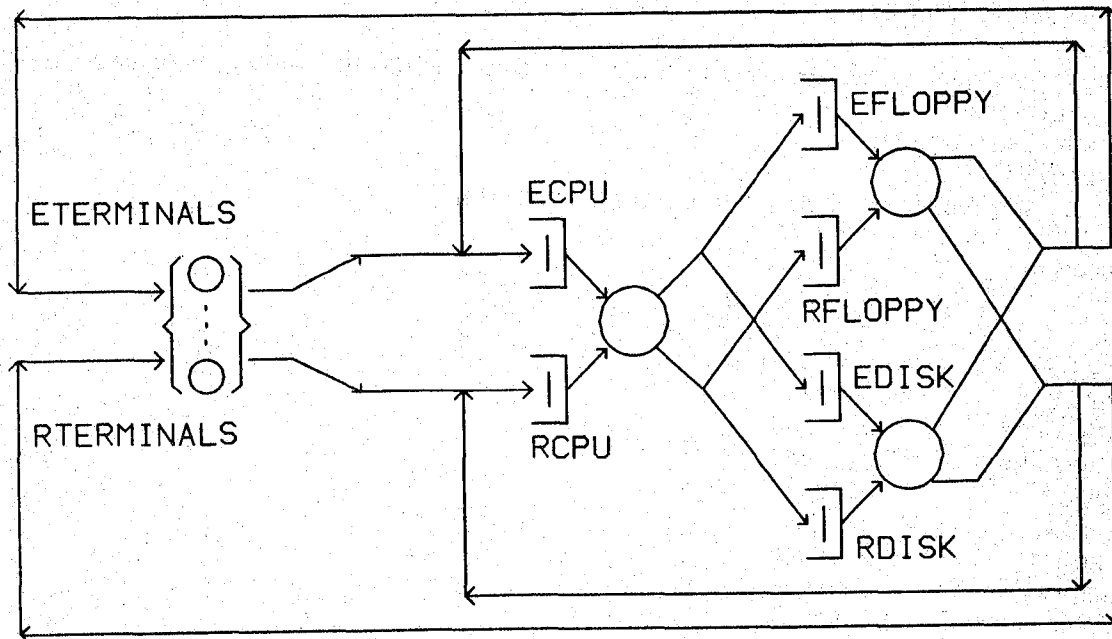 EFLOPPY
ECPU
ETERMINALS
RFLOPPY
EDISK
RTERMINALS
RCPU
RDISK